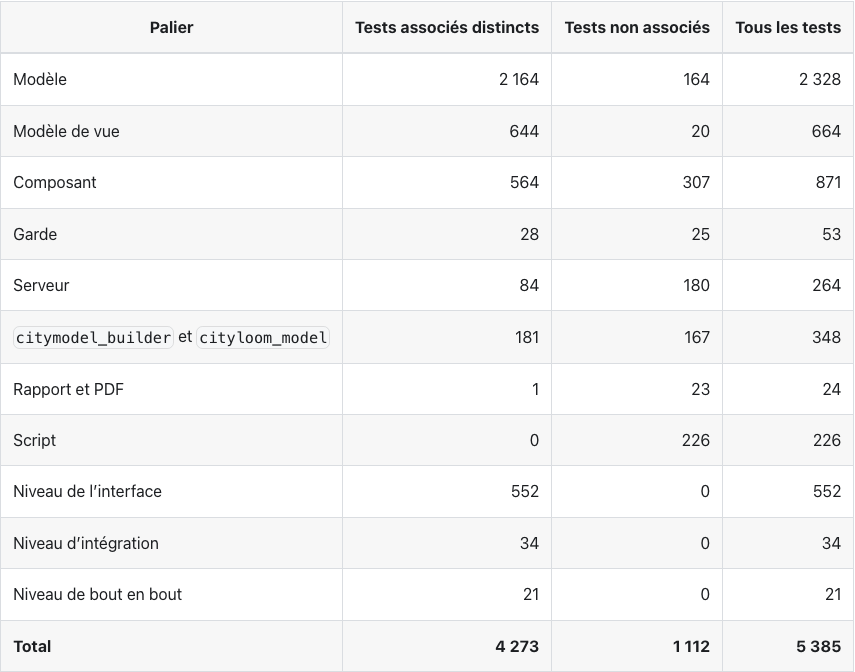 Palier Tests associés distincts Tests non associés Tous les tests
Modèle 2 164 164 2 328
Modèle de vue 644 20 664
Composant 564 307 871
Garde 28 25 53
Serveur 84 180 264
citymodel_builder et cityloom_model 181 167 348
Rapport et PDF 1 23 24
Script 0 226 226
Niveau de l’interface 552 0 552
Niveau d’intégration 34 0 34
Niveau de bout en bout 21 0 21
Total 4 273 1 112 5 385